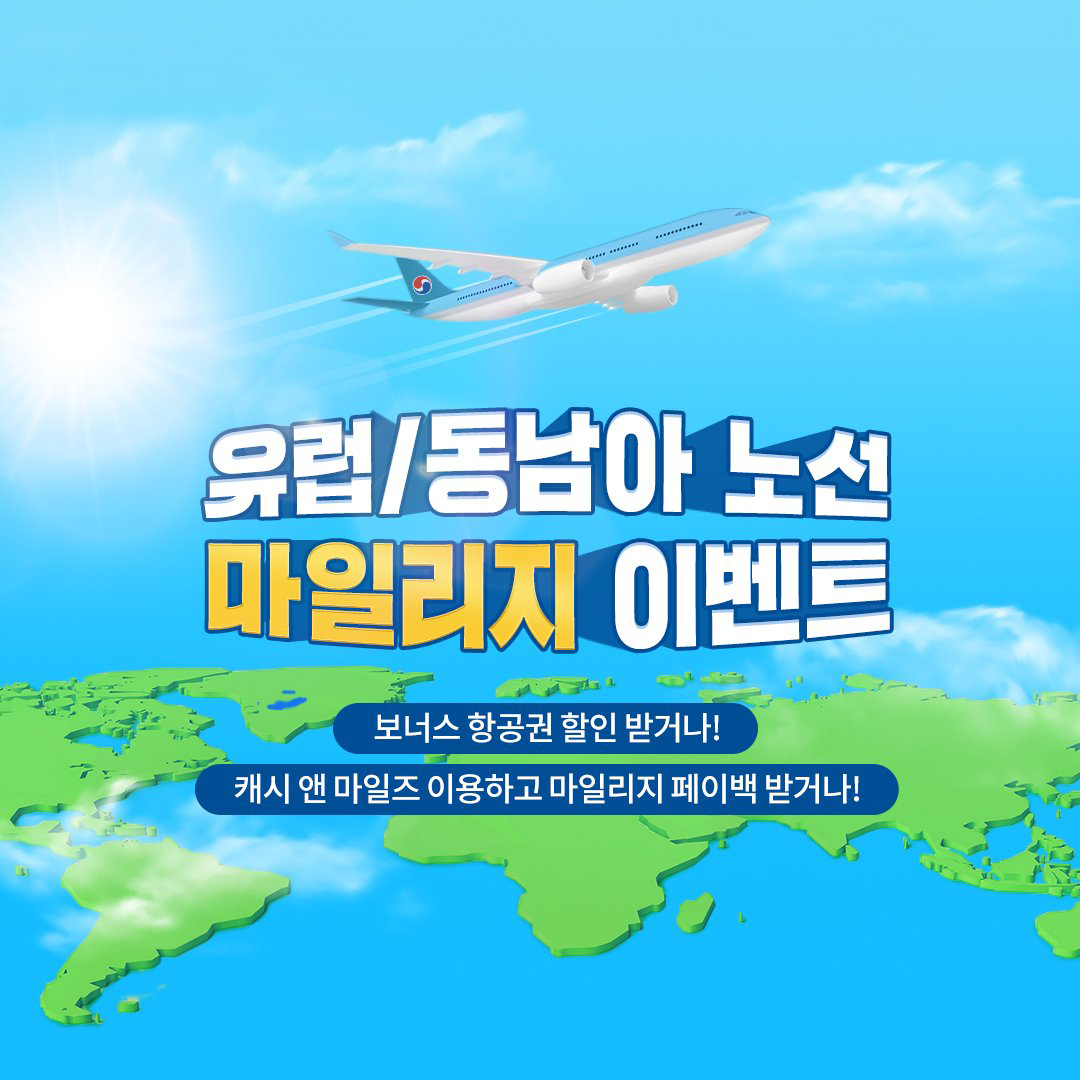 유럽/동남아 노선
마일리지 이벤트
보너스 항공권 할인 받거나!
캐시 앤 마일즈 이용하고 마일리지 페이백 받거나!